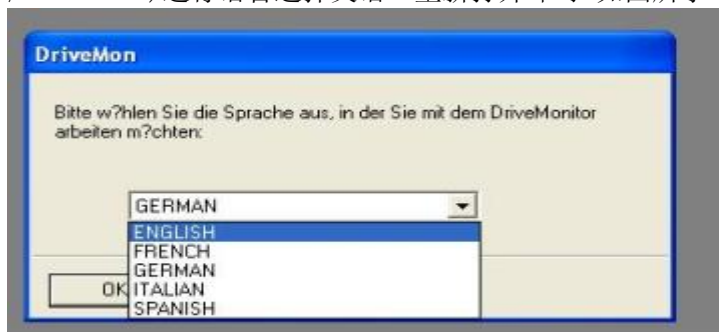 DriveMon
Bitte w?hlen Sie die Sprache aus, in der Sie mit dem DriveMonitor
arbeiten m?chten:
GERMAN
ENGLISH
FRENCH
GERMAN
OK ITALIAN
SPANISH